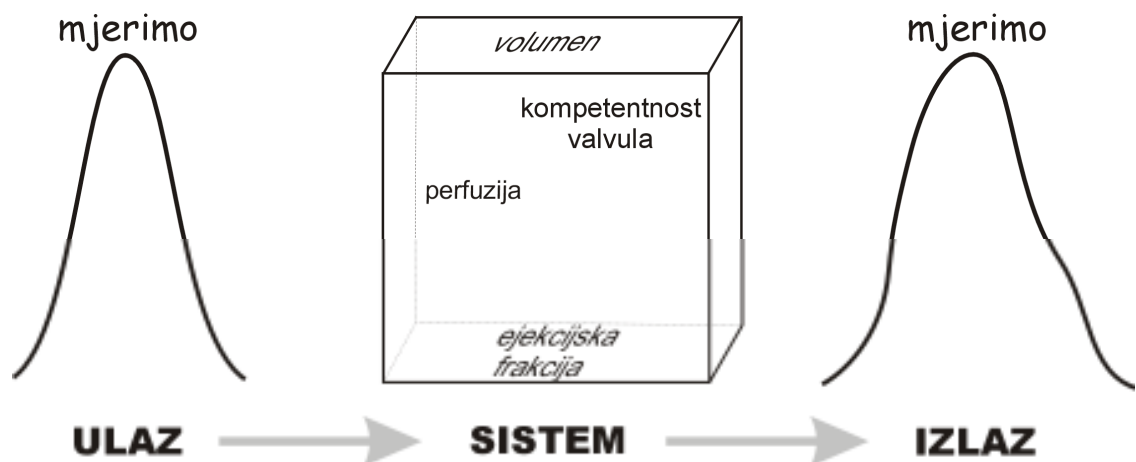 mjerimo
volumen
kompetentnost
valvula
perfuzija
ejekcijska
frakcija
mjerimo
ULAZ
SISTEM
IZLAZ